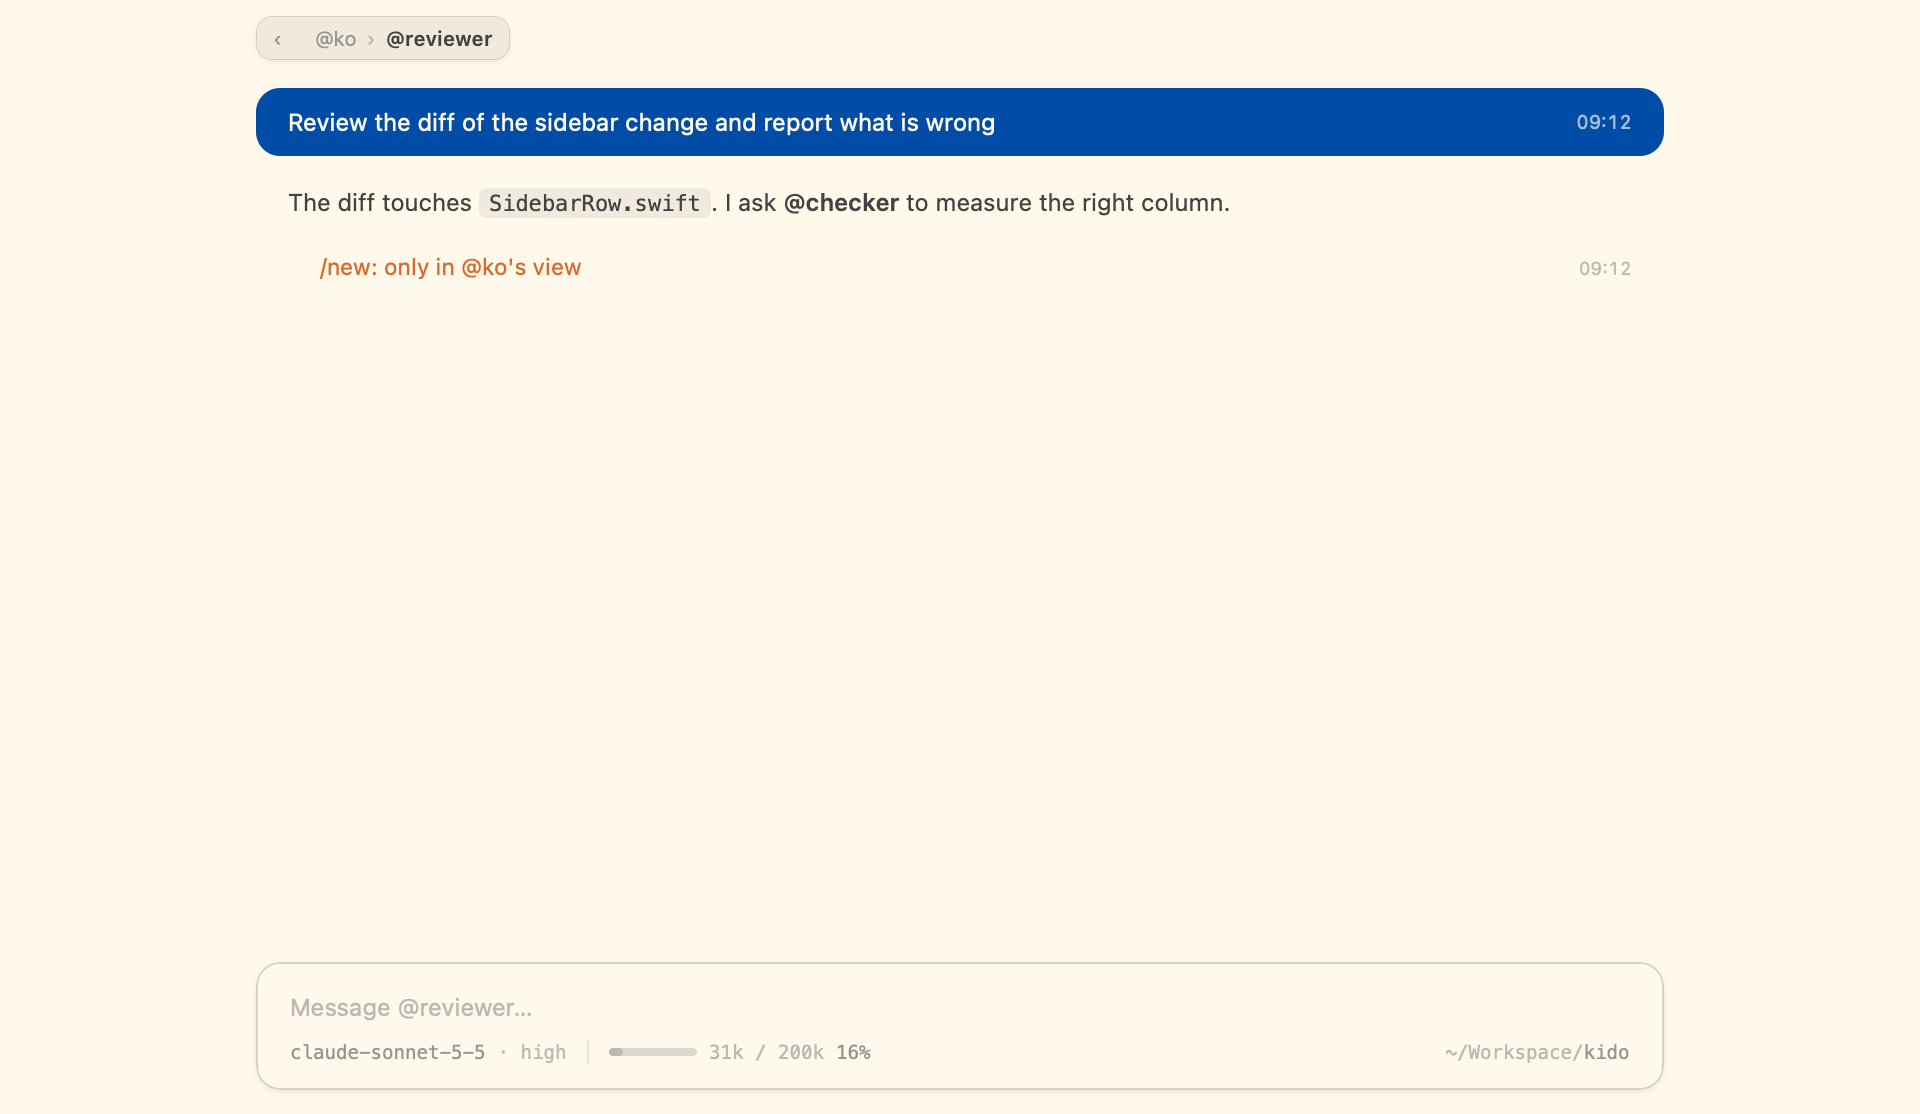 ‹ @ko › @reviewer
Review the diff of the sidebar change and report what is wrong 09:12
The diff touches SidebarRow.swift. I ask @checker to measure the right column.
/new: only in @ko's view 09:12
Message @reviewer...
claude-sonnet-5-5 · high 31k / 200k 16% ~/Workspace/kido